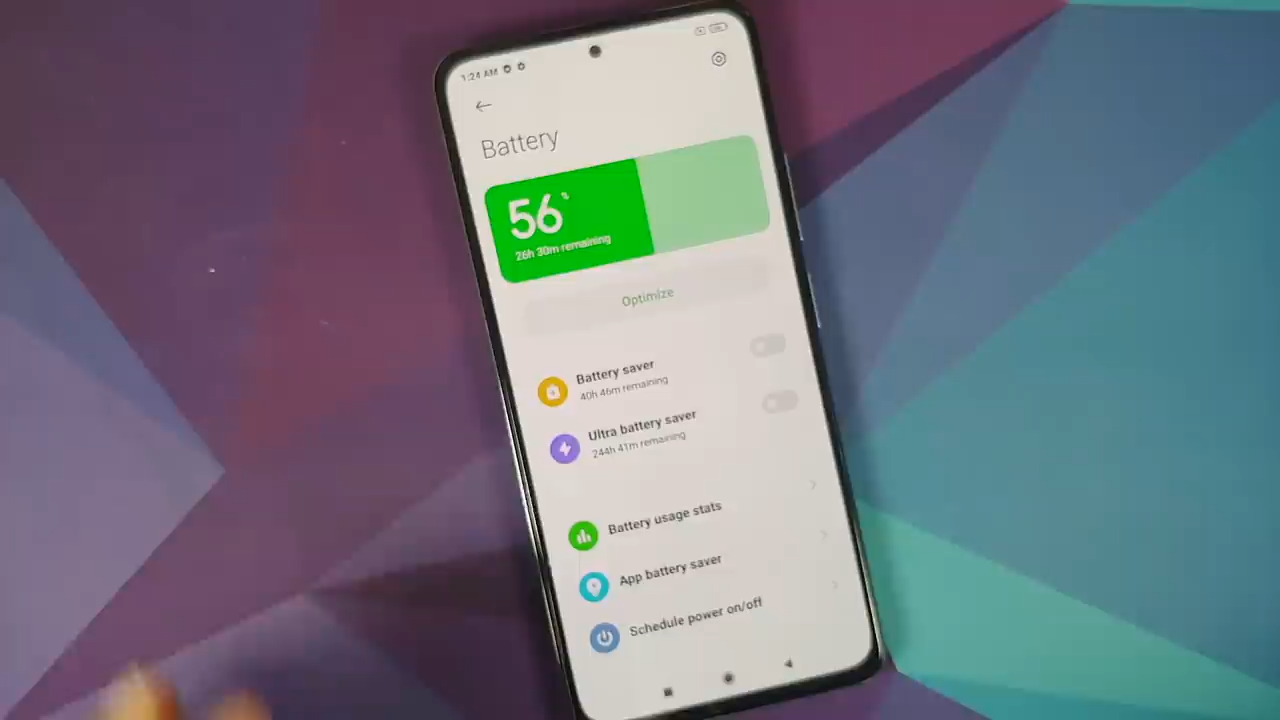 1:24 AM
Battery
56%
26h 30m remaining
Optimize
Battery saver
40h 46m remaining
Ultra battery saver
244h 41m remaining
Battery usage stats
App battery saver
Schedule power on/off